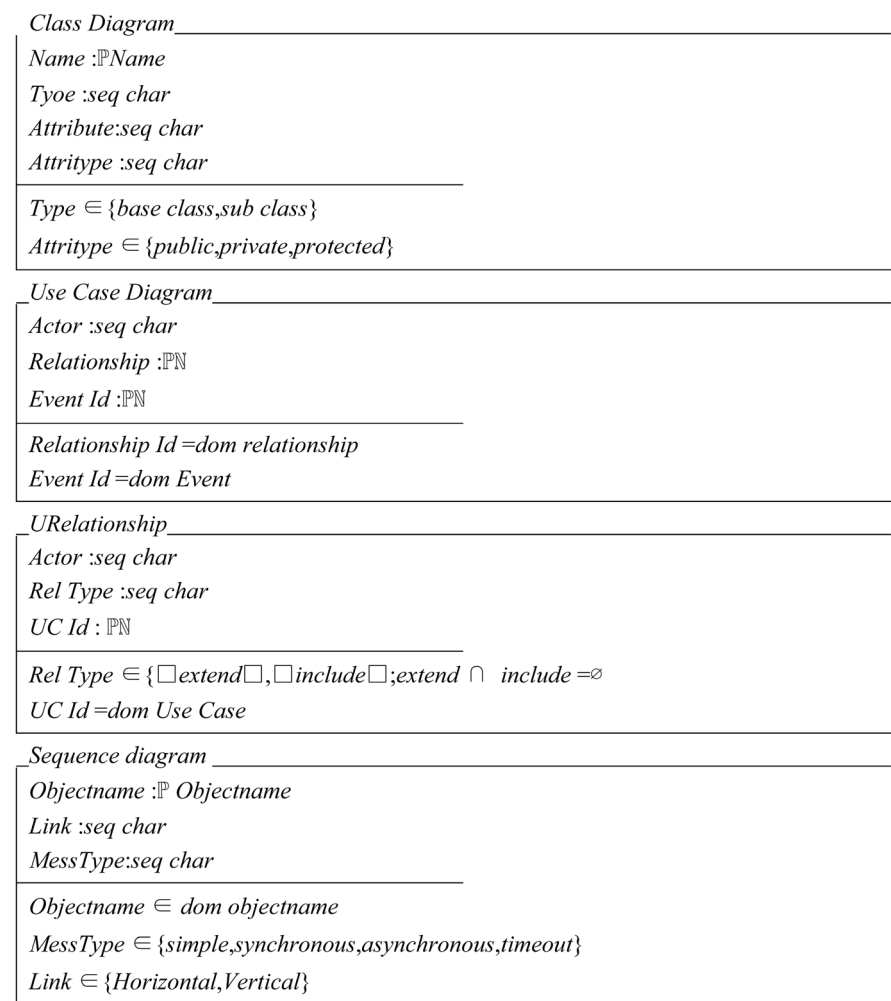 Class Diagram
Name :ℙName
Tyoe :seq char
Attribute:seq char
Attritype :seq char
Type ∈{base class,sub class}
Attritype ∈{public,private,protected}
Use Case Diagram
Actor :seq char
Relationship :ℙℕ
Event Id :ℙℕ
Relationship Id =dom relationship
Event Id =dom Event
URelationship
Actor :seq char
Rel Type :seq char
UC Id : ℙℕ
Rel Type ∈{□extend□,□include□;extend ∩ include =∅
UC Id =dom Use Case
Sequence diagram
Objectname :ℙ Objectname
Link :seq char
MessType:seq char
Objectname ∈ dom objectname
MessType ∈{simple,synchronous,asynchronous,timeout}
Link ∈{Horizontal,Vertical}